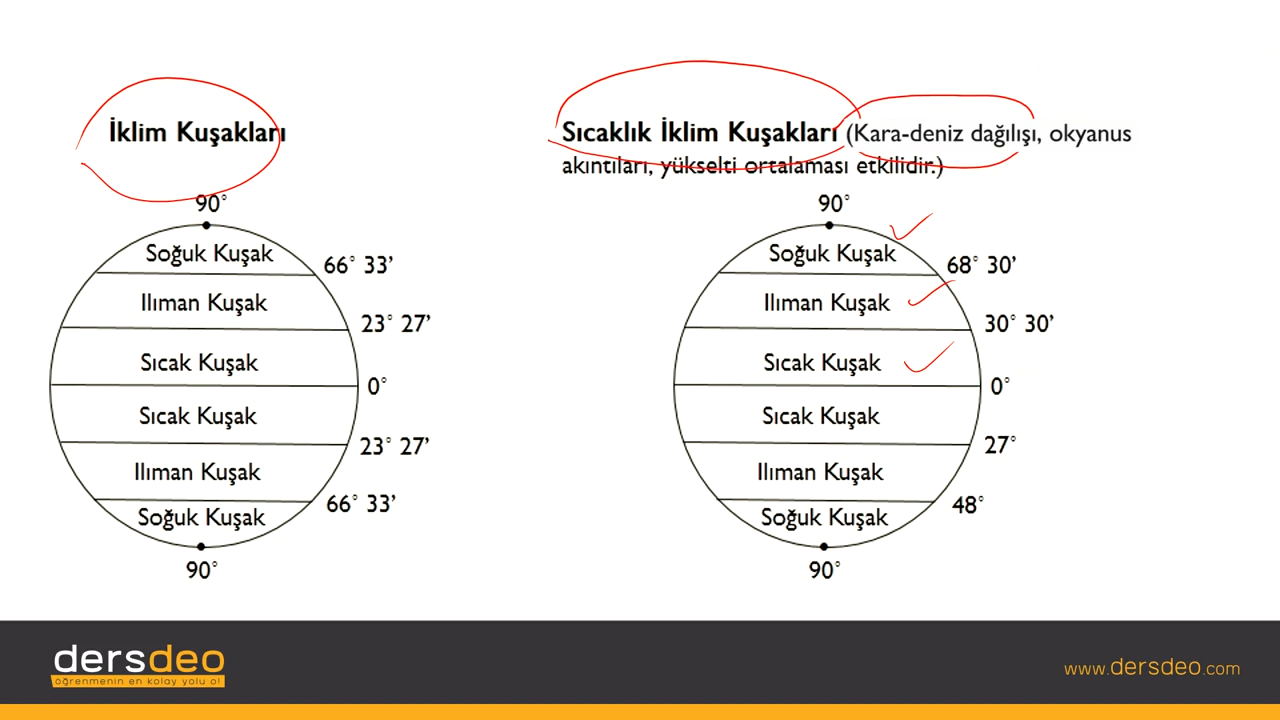 İklim Kuşakları
90°
Soğuk Kuşak
66° 33’
Ilıman Kuşak
23° 27’
Sıcak Kuşak
0°
Sıcak Kuşak
23° 27’
Ilıman Kuşak
66° 33’
Soğuk Kuşak
90°
Sıcaklık İklim Kuşakları (Kara-deniz dağılışı, okyanus
akıntıları, yükselti ortalaması etkilidir.)
90°
Soğuk Kuşak
68° 30’
Ilıman Kuşak
30° 30’
Sıcak Kuşak
0°
Sıcak Kuşak
27°
Ilıman Kuşak
48°
Soğuk Kuşak
90°
dersdeo
öğrenmenin en kolay yolu o!
www.dersdeo.com